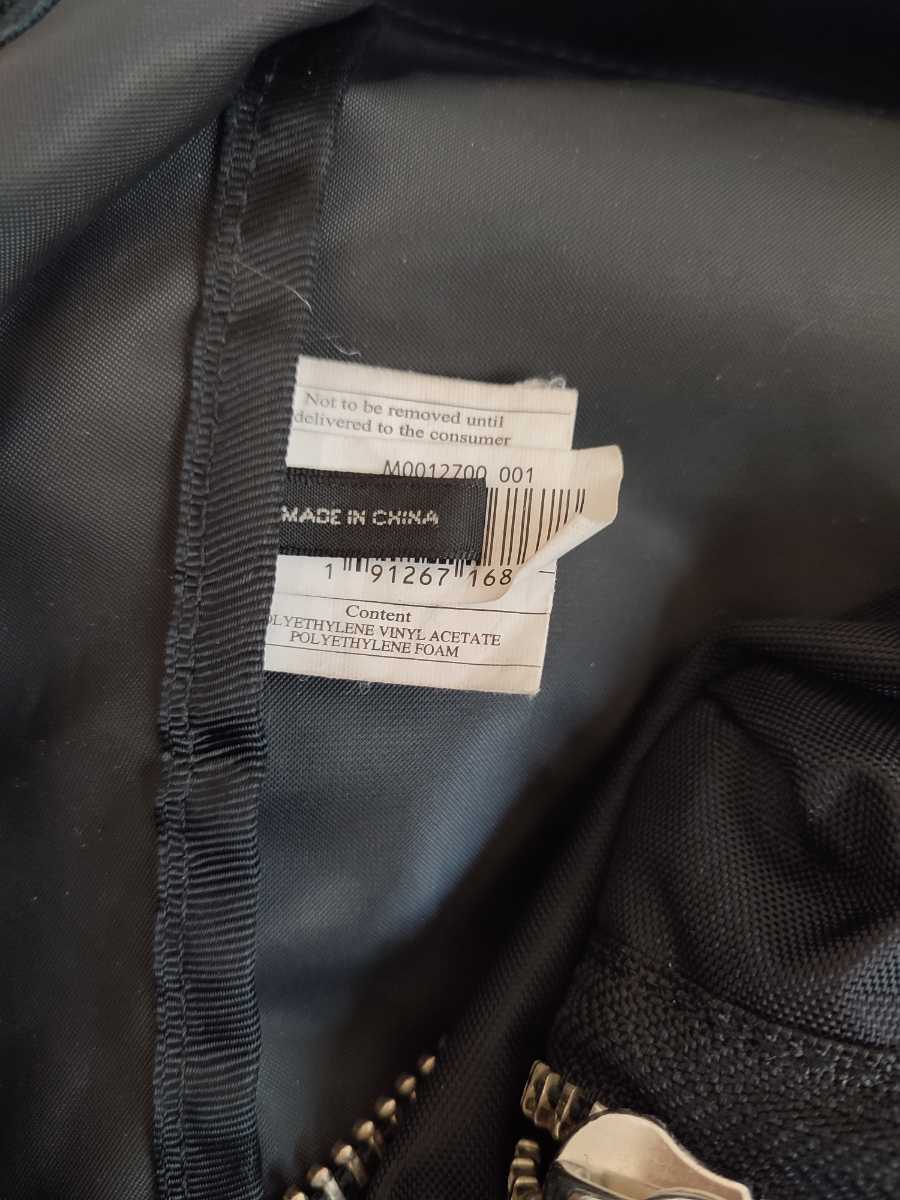 Not to be removed until
delivered to the consumer
M0012700 001
MADE IN CHINA
1 91267 168
Content
OLYETHYLENE VINYL ACETATE
POLYETHYLENE FOAM